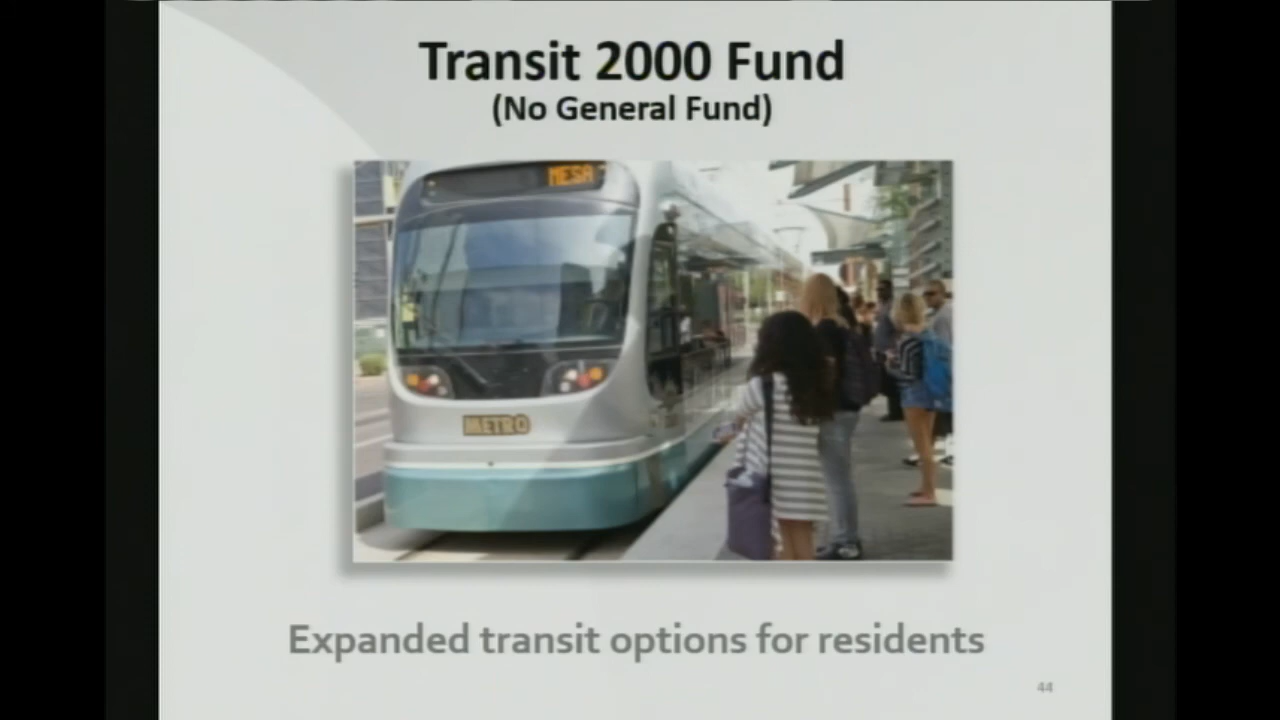 Transit 2000 Fund
(No General Fund)
MESA
METRO
Expanded transit options for residents
44